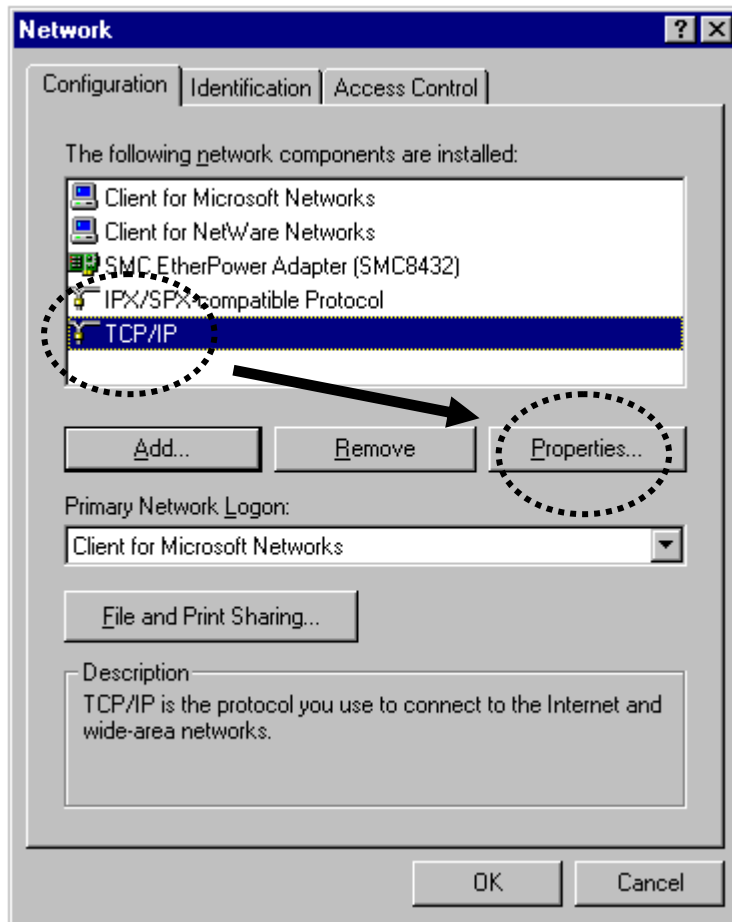 Network
Configuration Identification Access Control
The following network components are installed:
Client for Microsoft Networks
Client for NetWare Networks
SMC EtherPower Adapter (SMC8432)
IPX/SPX-compatible Protocol
TCP/IP
Add... Remove Properties...
Primary Network Logon:
Client for Microsoft Networks
File and Print Sharing...
Description
TCP/IP is the protocol you use to connect to the Internet and
wide-area networks.
OK Cancel